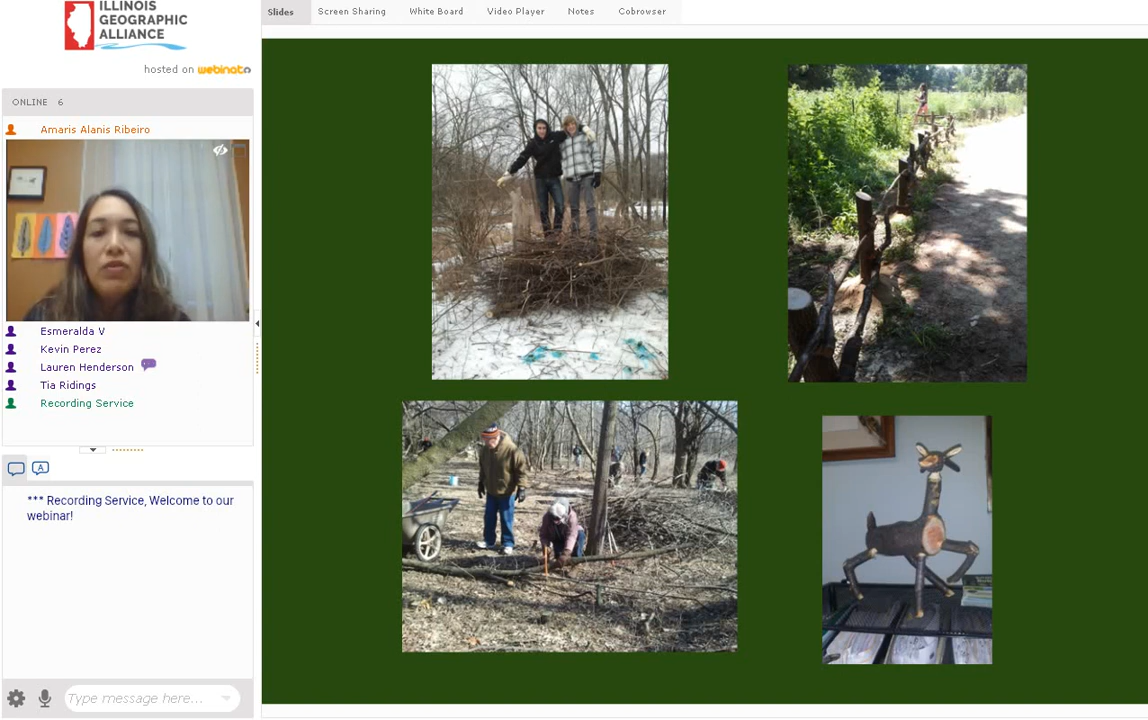 ILLINOIS
GEOGRAPHIC
ALLIANCE
hosted on webinato
ONLINE 6
Amaris Alanis Ribeiro
Esmeralda V
Kevin Perez
Lauren Henderson
Tia Ridings
Recording Service
A
*** Recording Service, Welcome to our
webinar!
Type message here...
Slides Screen Sharing White Board Video Player Notes Cobrowser